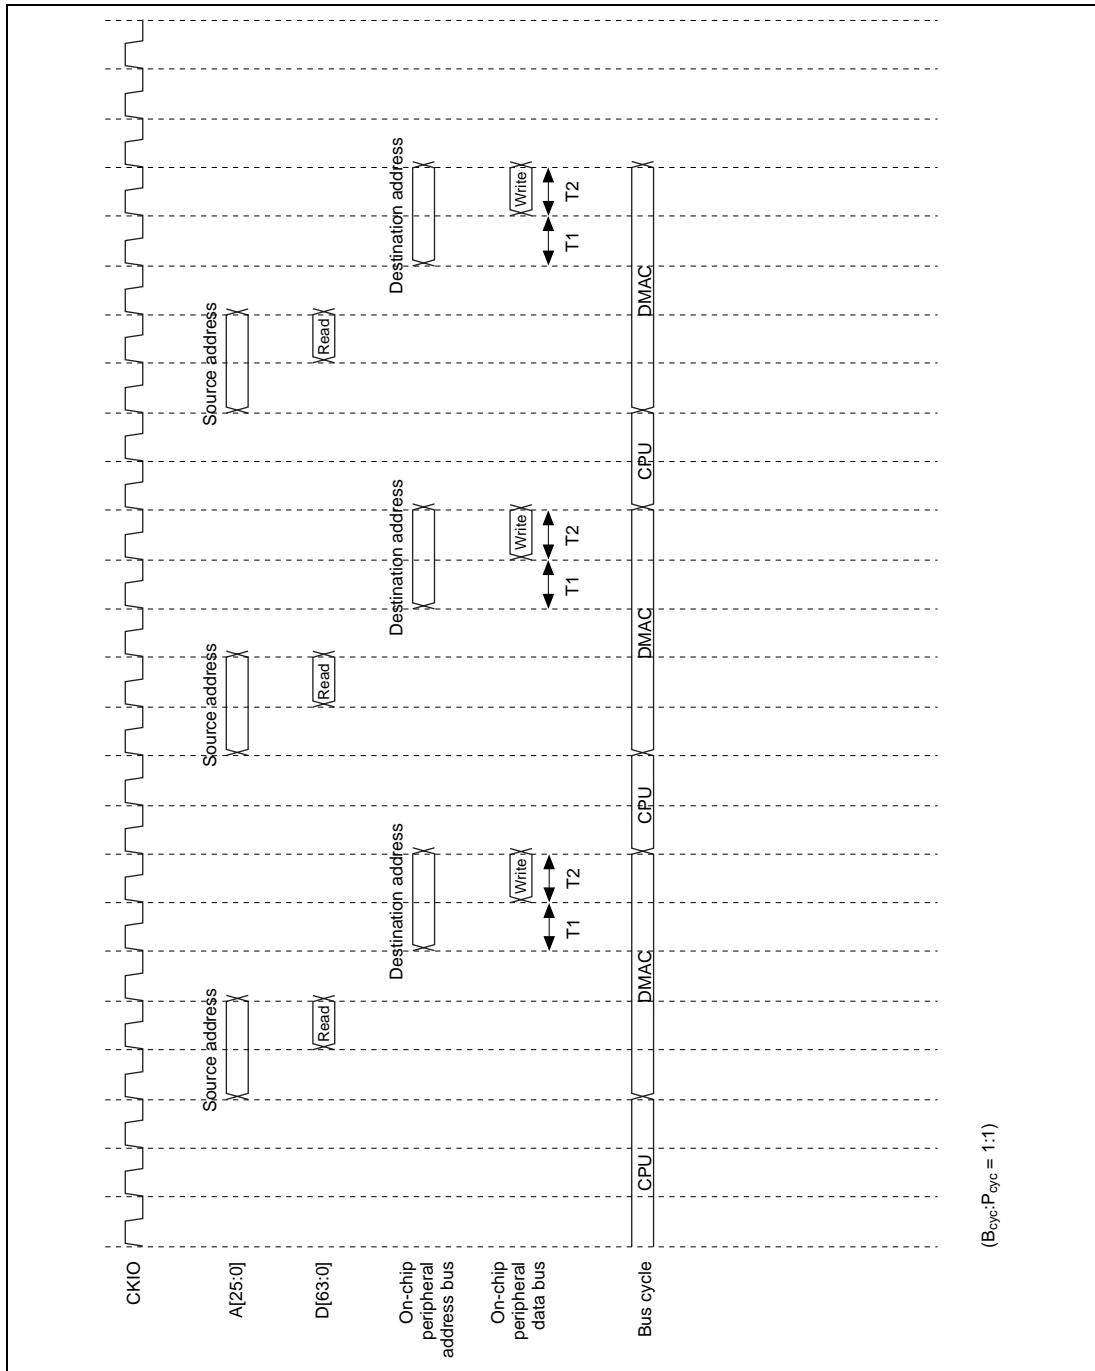 CKIO
A[25:0]
Source address
Source address
Source address
D[63:0]
Read
Read
Read
On-chip
peripheral
address bus
Destination address
Destination address
Destination address
On-chip
peripheral
data bus
Write
Write
Write
T1
T2
T1
T2
T1
T2
Bus cycle
CPU
DMAC
CPU
DMAC
CPU
DMAC
(Bcyc:Pcyc = 1:1)